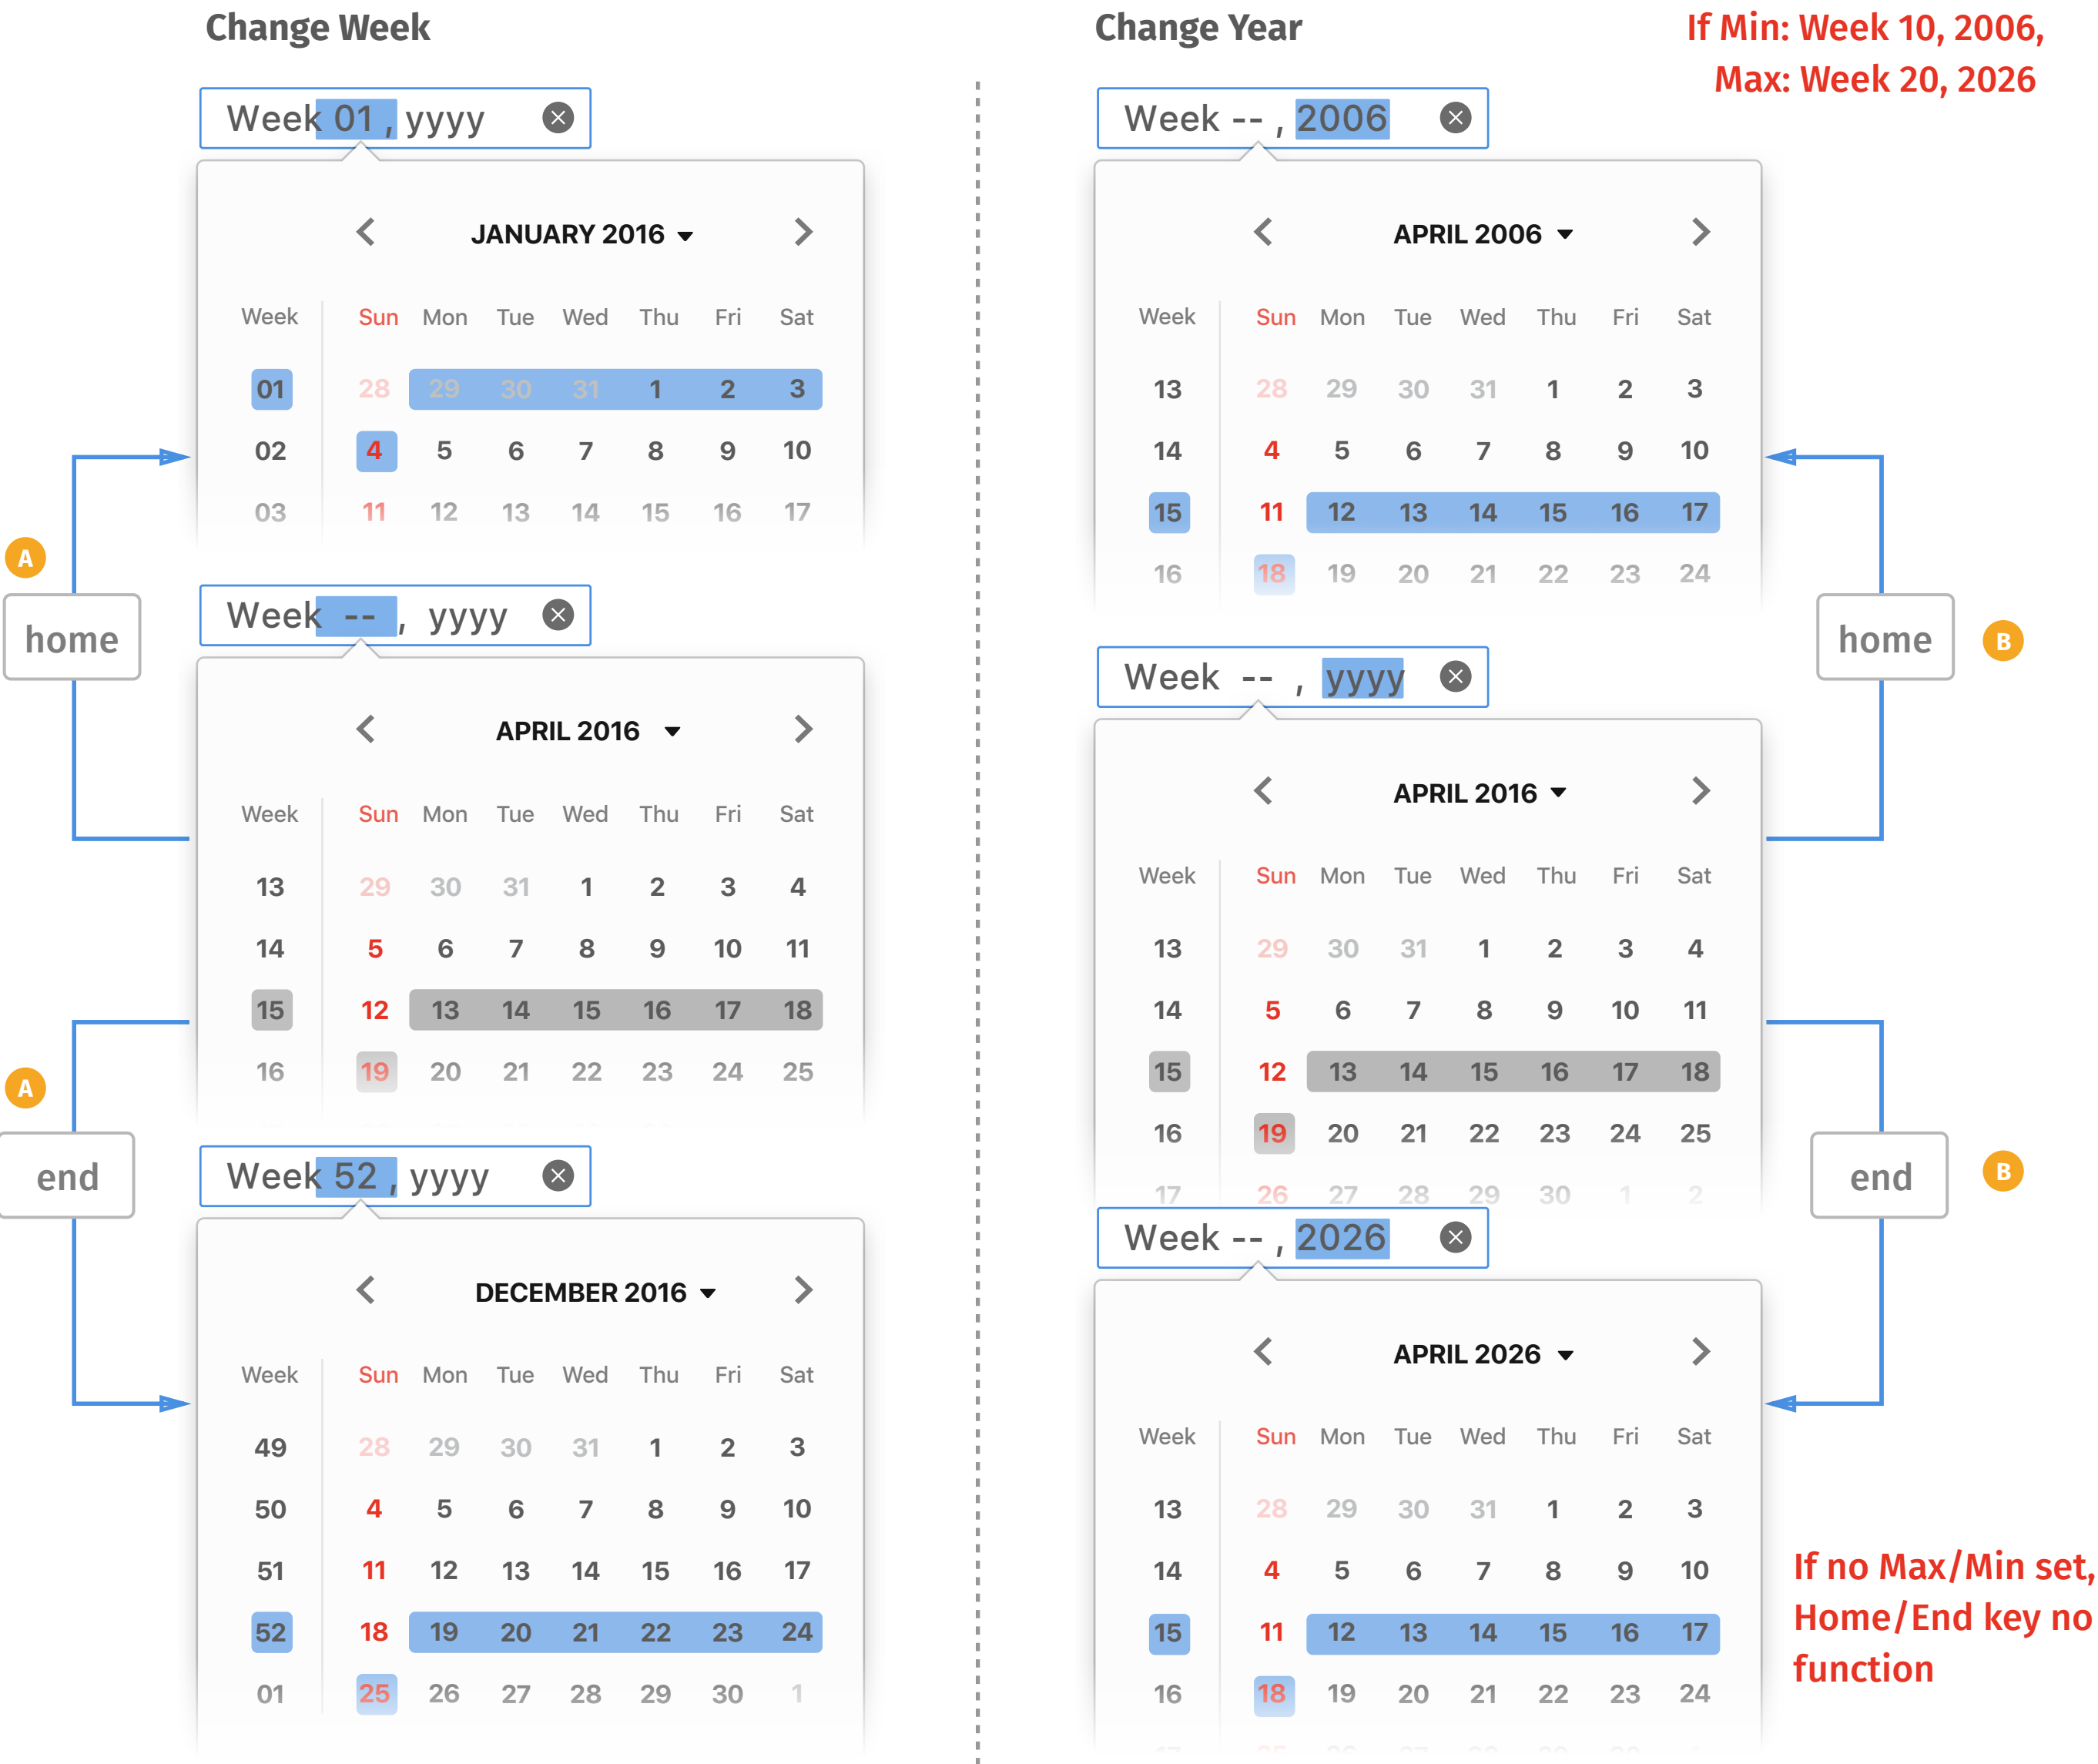 Change Week
Week 01 , yyyy
JANUARY 2016
Week Sun Mon Tue Wed Thu Fri Sat
01 28 29 30 31 1 2 3
02 4 5 6 7 8 9 10
03 11 12 13 14 15 16 17
A
home
Week -- , yyyy
APRIL 2016
Week Sun Mon Tue Wed Thu Fri Sat
13 29 30 31 1 2 3 4
14 5 6 7 8 9 10 11
15 12 13 14 15 16 17 18
16 19 20 21 22 23 24 25
A
end
Week 52 , yyyy
DECEMBER 2016
Week Sun Mon Tue Wed Thu Fri Sat
49 28 29 30 31 1 2 3
50 4 5 6 7 8 9 10
51 11 12 13 14 15 16 17
52 18 19 20 21 22 23 24
01 25 26 27 28 29 30 1
Change Year
If Min: Week 10, 2006,
Max: Week 20, 2026
Week -- , 2006
APRIL 2006
Week Sun Mon Tue Wed Thu Fri Sat
13 28 29 30 31 1 2 3
14 4 5 6 7 8 9 10
15 11 12 13 14 15 16 17
16 18 19 20 21 22 23 24
home
B
Week -- , yyyy
APRIL 2016
Week Sun Mon Tue Wed Thu Fri Sat
13 29 30 31 1 2 3 4
14 5 6 7 8 9 10 11
15 12 13 14 15 16 17 18
16 19 20 21 22 23 24 25
17 26 27 28 29 30 1 2
end
B
Week -- , 2026
APRIL 2026
Week Sun Mon Tue Wed Thu Fri Sat
13 28 29 30 31 1 2 3
14 4 5 6 7 8 9 10
15 11 12 13 14 15 16 17
16 18 19 20 21 22 23 24
If no Max/Min set,
Home/End key no
function